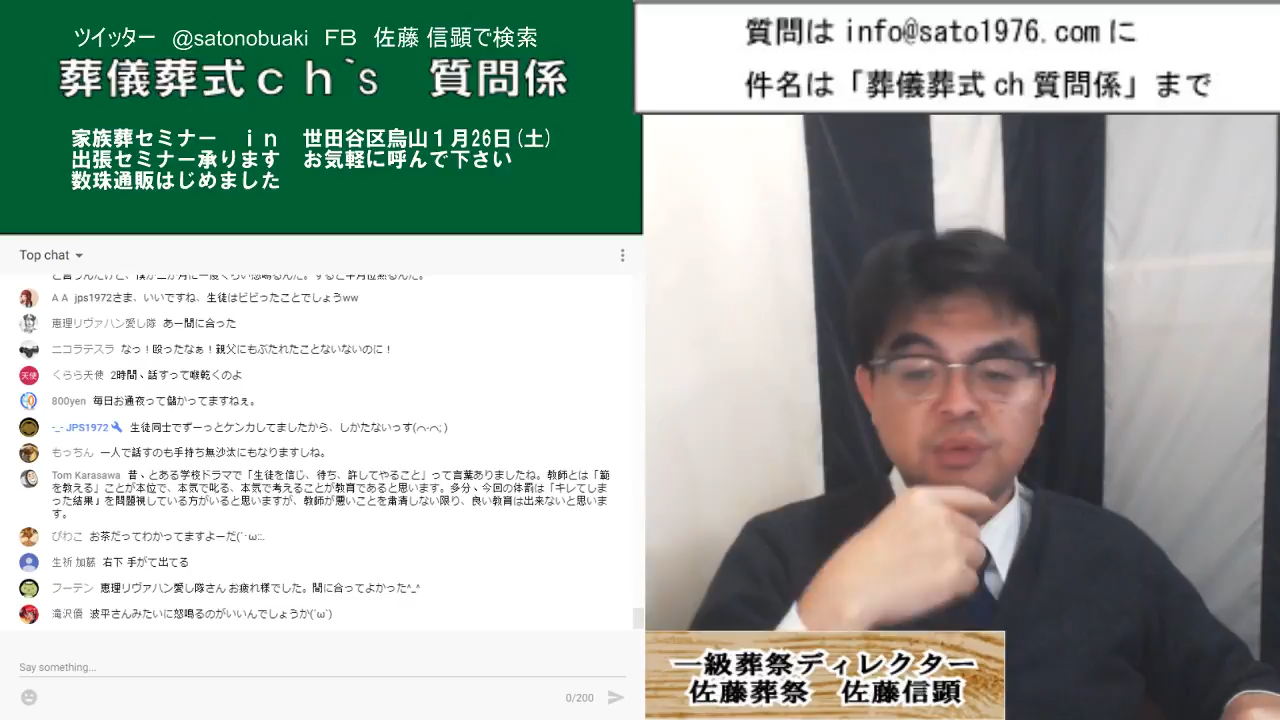 ツイッター　@satonobuaki　FB　佐藤 信顕で検索
葬儀葬式ｃｈ`s　質問係
家族葬セミナー　ｉｎ　世田谷区烏山１月26日(土)
出張セミナー承ります　お気軽に呼んで下さい
数珠通販はじめました
質問は info@sato1976.com に
件名は「葬儀葬式 ch 質問係」まで
Top chat
A A jps1972さま、いいですね、生徒はビビったことでしょうww
恵理リヴァハン愛し隊 あー間に合った
ニコラテスラ なっ！殴ったなぁ！親父にもぶたれたことないないのに！
天使 くらら天使 2時間、話すって喉乾くのよ
800yen 毎日お通夜って儲かってますねぇ。
-_- JPS1972 生徒同士でずーっとケンカしてましたから、しかたないっす(⌒-⌒; )
もっちん 一人で話すのも手持ち無沙汰にもなりますしね。
Tom Karasawa 昔、とある学校ドラマで「生徒を信じ、待ち、許してやること」って言葉ありましたね。教師とは「範
を教える」ことが本位で、本気で叱る、本気で考えることが教育であると思います。多分、今回の体罰は「キレてしま
った結果」を問題視している方がいると思いますが、教師が悪いことを粛清しない限り、良い教育は出来ないと思いま
す。
びわこ お茶だってわかってますよーだ(´･ω::.
生祈 加藤 右下 手がて出てる
フーテン 恵理リヴァハン愛し隊さん お疲れ様でした。間に合ってよかった^_^
滝沢脩 波平さんみたいに怒鳴るのがいいんでしょうか(´ω`)
Say something...
0/200
一級葬祭ディレクター
佐藤葬祭　佐藤信顕